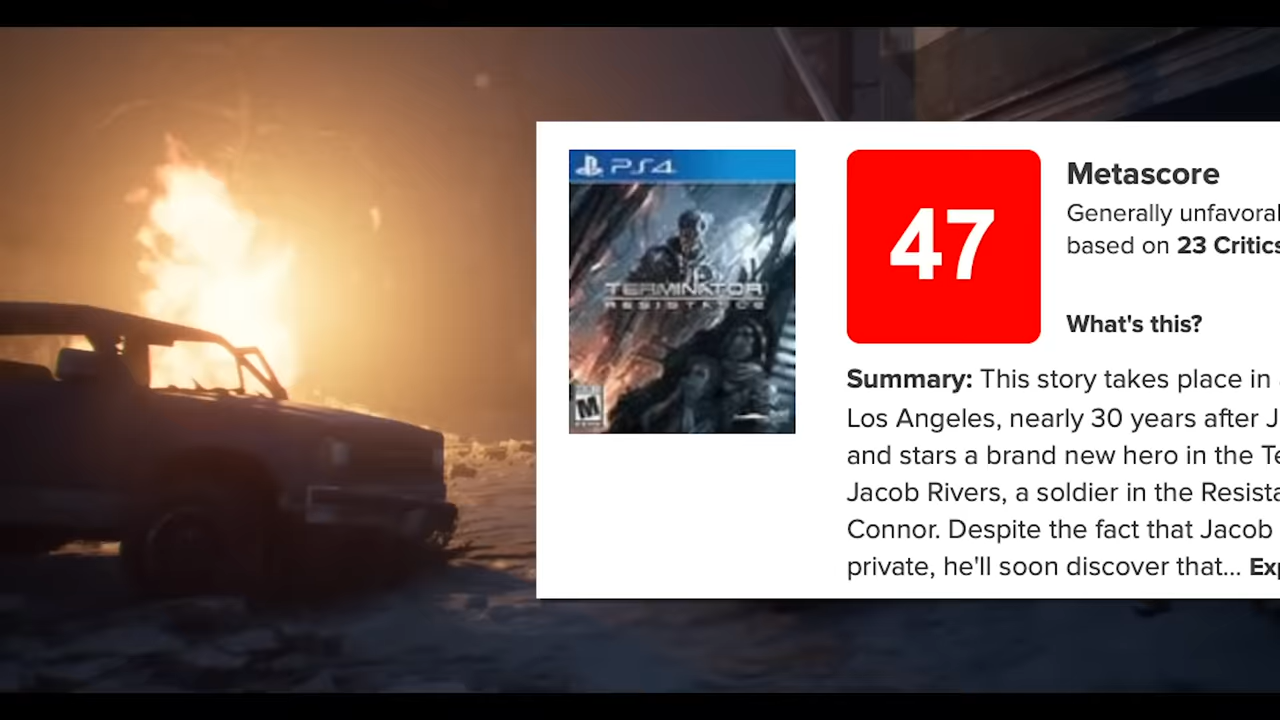 PS4
TERMINATOR
RESISTANCE
M
47
Metascore
Generally unfavoral
based on 23 Critics
What's this?
Summary: This story takes place in
Los Angeles, nearly 30 years after J
and stars a brand new hero in the Te
Jacob Rivers, a soldier in the Resista
Connor. Despite the fact that Jacob
private, he'll soon discover that... Exp